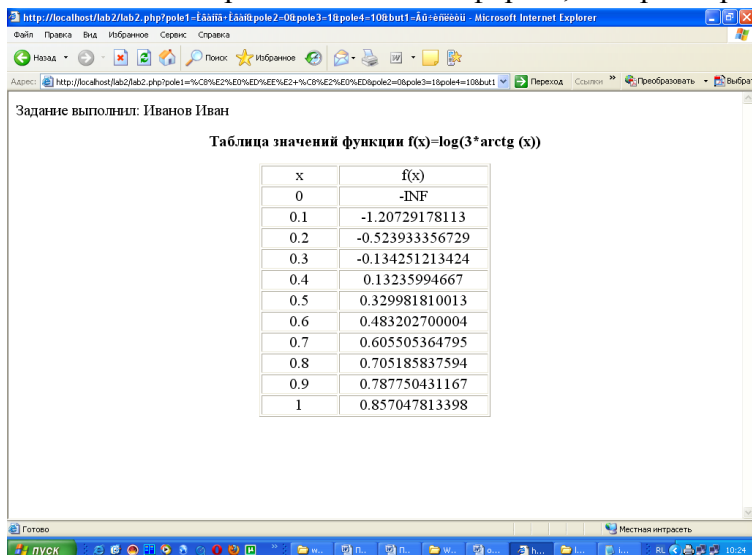 http://localhost/lab2/lab2.php?pole1=Èâàíîâ+Èâàí&pole2=0&pole3=1&pole4=10&but1=Âû÷èñëèòü - Microsoft Internet Explorer
Файл Правка Вид Избранное Сервис Справка
Назад Поиск Избранное
Адрес: http://localhost/lab2/lab2.php?pole1=%C8%E2%E0%ED%EE%E2+%C8%E2%E0%ED&pole2=0&pole3=1&pole4=10&but1 Переход Ссылки » Преобразовать Выбрат
Задание выполнил: Иванов Иван
Таблица значений функции f(x)=log(3*arctg (x))
x f(x)
0 -INF
0.1 -1.20729178113
0.2 -0.523933356729
0.3 -0.134251213424
0.4 0.13235994667
0.5 0.329981810013
0.6 0.483202700004
0.7 0.605505364795
0.8 0.705185837594
0.9 0.787750431167
1 0.857047813398
Готово Местная интрасеть
пуск » w... П... П... W... о... h... l... i... RL 10:24